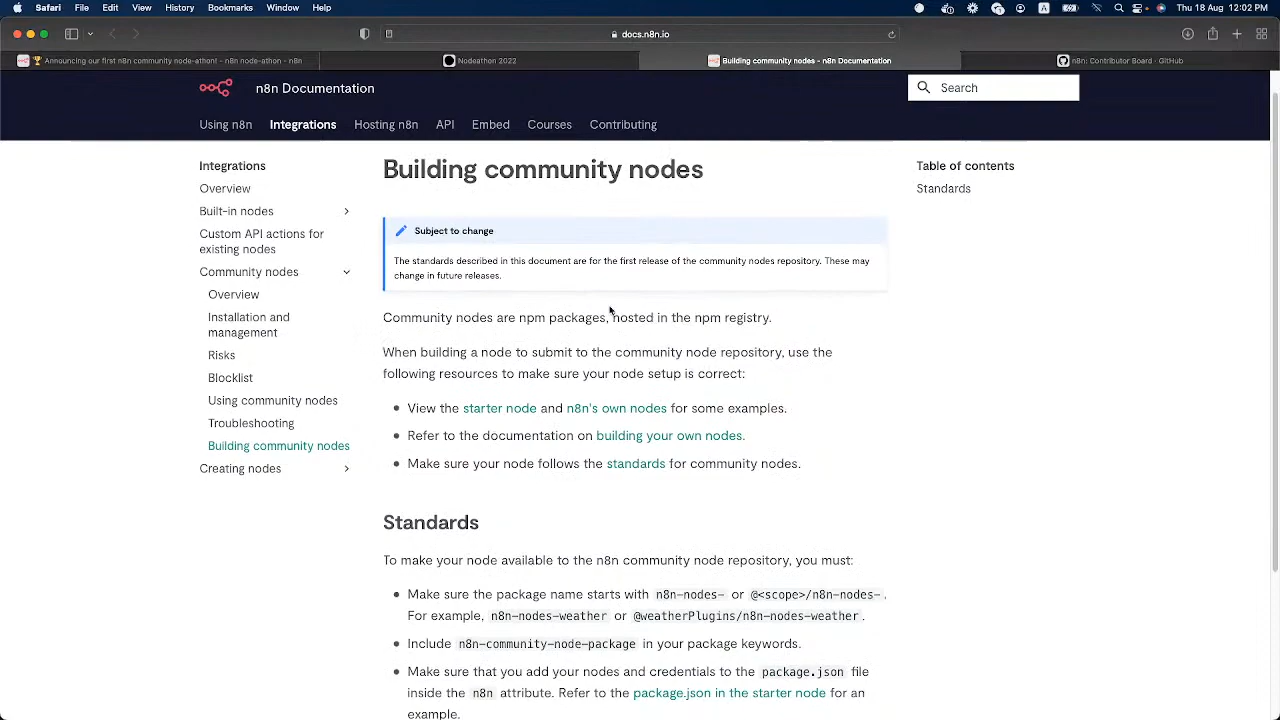 Safari File Edit View History Bookmarks Window Help
A
Thu 18 Aug 12:02 PM
docs.n8n.io
🏆 Announcing our first n8n community node-athon! - n8n node-athon - n8n
Nodeathon 2022
Building community nodes - n8n Documentation
n8n: Contributor Board · GitHub
n8n Documentation
Search
Using n8n Integrations Hosting n8n API Embed Courses Contributing
Integrations
Overview
Built-in nodes
Custom API actions for
existing nodes
Community nodes
Overview
Installation and
management
Risks
Blocklist
Using community nodes
Troubleshooting
Building community nodes
Creating nodes
Building community nodes
Subject to change
The standards described in this document are for the first release of the community nodes repository. These may
change in future releases.
Community nodes are npm packages, hosted in the npm registry.
When building a node to submit to the community node repository, use the
following resources to make sure your node setup is correct:
View the starter node and n8n's own nodes for some examples.
Refer to the documentation on building your own nodes.
Make sure your node follows the standards for community nodes.
Standards
To make your node available to the n8n community node repository, you must:
Make sure the package name starts with n8n-nodes- or @<scope>/n8n-nodes-.
For example, n8n-nodes-weather or @weatherPlugins/n8n-nodes-weather.
Include n8n-community-node-package in your package keywords.
Make sure that you add your nodes and credentials to the package.json file
inside the n8n attribute. Refer to the package.json in the starter node for an
example.
Table of contents
Standards